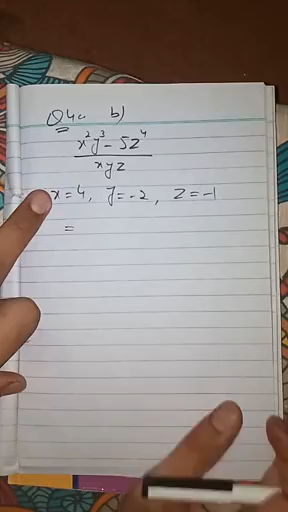 Q4. b)
x²y³ - 5z⁴
xyz
x=4, y=-2, z=-1
=